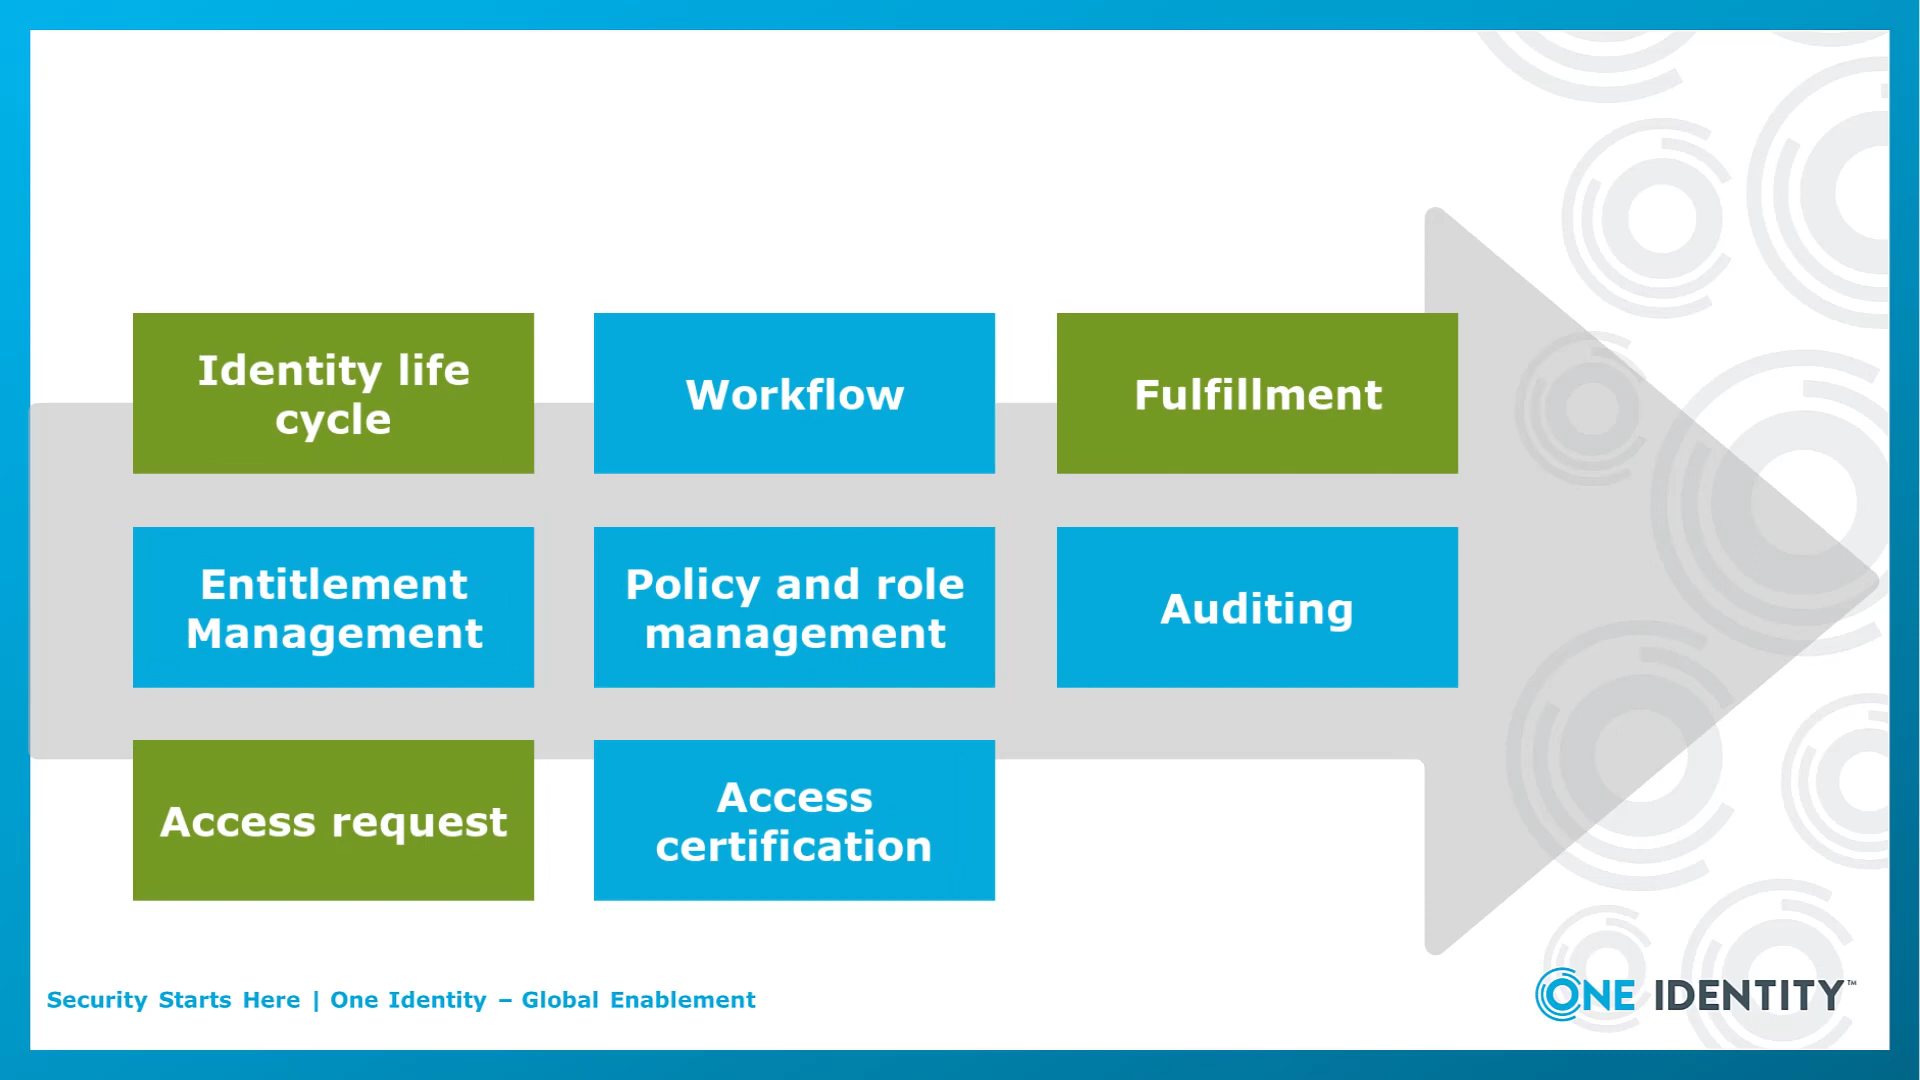 Identity life
cycle
Workflow
Fulfillment
Entitlement
Management
Policy and role
management
Auditing
Access request
Access
certification
Security Starts Here | One Identity – Global Enablement
ONE IDENTITY™